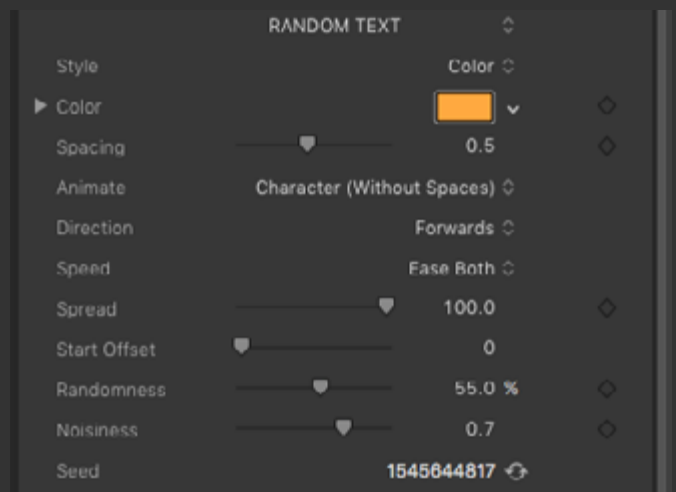 RANDOM TEXT
Style Color
Color
Spacing 0.5
Animate Character (Without Spaces)
Direction Forwards
Speed Ease Both
Spread 100.0
Start Offset 0
Randomness 55.0 %
Noisiness 0.7
Seed 1545644817